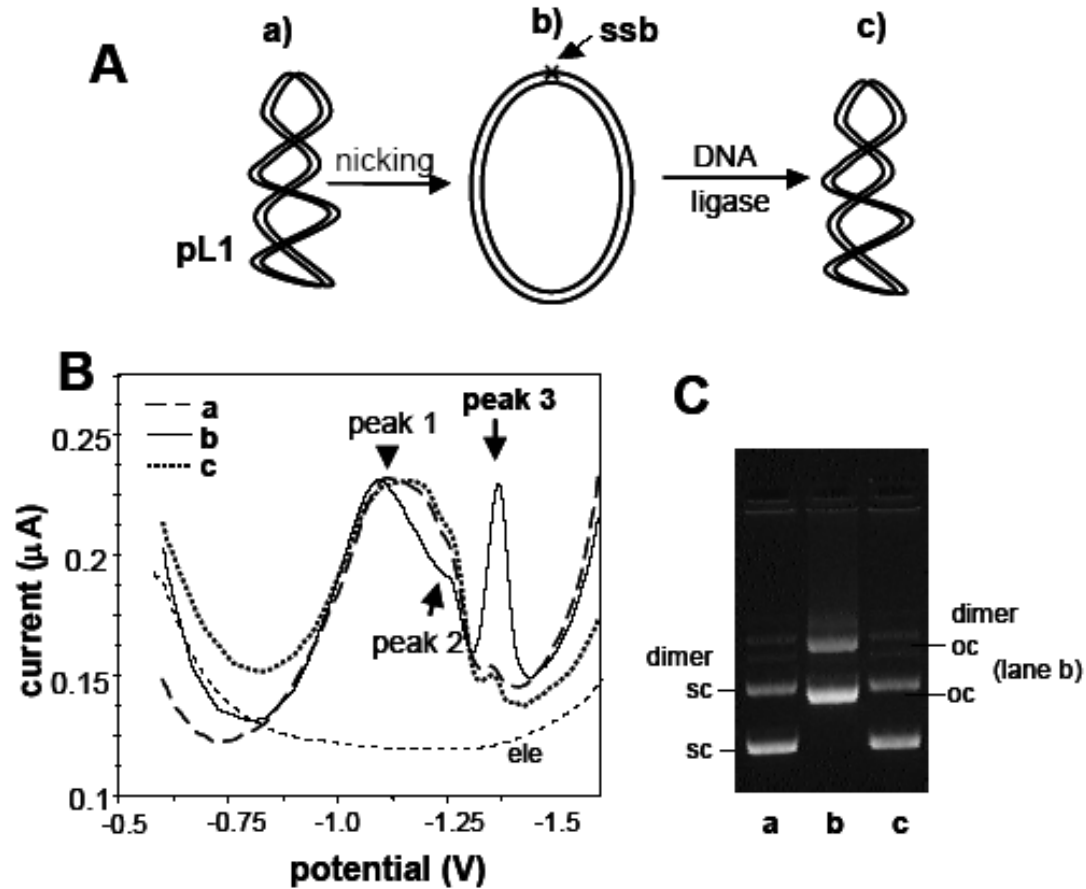 A
a)
b)
c)
ssb
nicking
DNA
ligase
pL1
B
a
b
c
peak 1
peak 2
peak 3
ele
current (μA)
0.25
0.2
0.15
0.1
-0.5
-0.75
-1.0
-1.25
-1.5
potential (V)
C
dimer
sc
sc
dimer
oc
(lane b)
oc
a
b
c